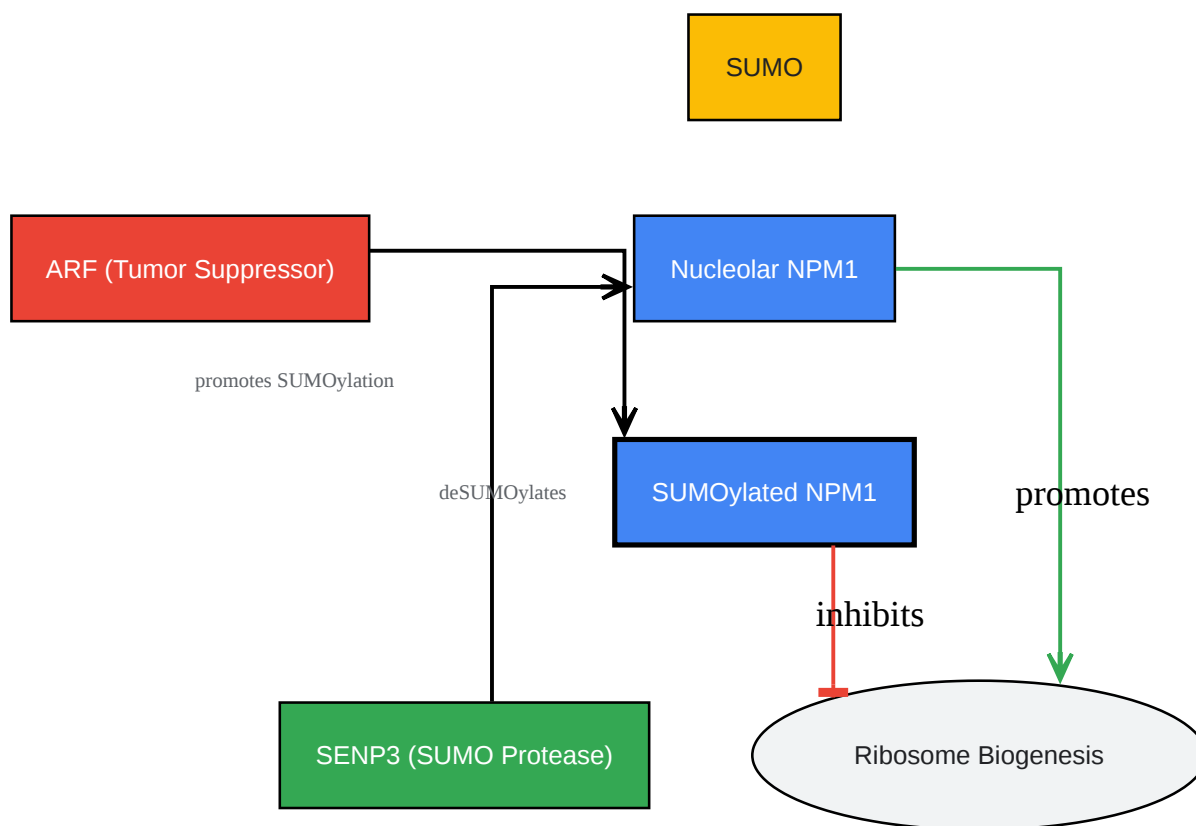 SUMO
ARF (Tumor Suppressor)
Nucleolar NPM1
promotes SUMOylation
deSUMOylates
SUMOylated NPM1
promotes
inhibits
SENP3 (SUMO Protease)
Ribosome Biogenesis